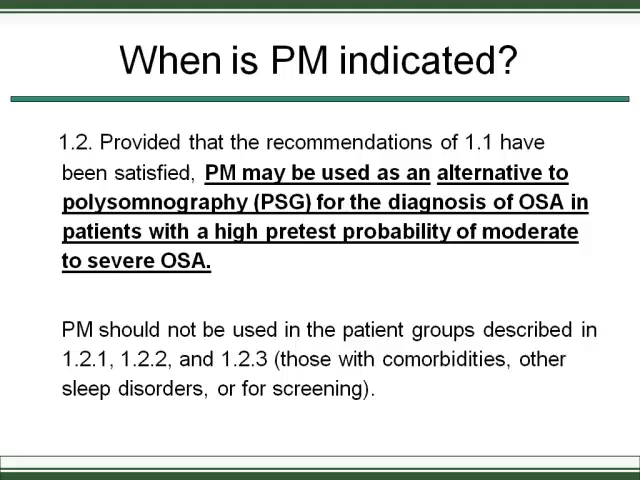 When is PM indicated?
1.2. Provided that the recommendations of 1.1 have
been satisfied, PM may be used as an alternative to
polysomnography (PSG) for the diagnosis of OSA in
patients with a high pretest probability of moderate
to severe OSA.
PM should not be used in the patient groups described in
1.2.1, 1.2.2, and 1.2.3 (those with comorbidities, other
sleep disorders, or for screening).